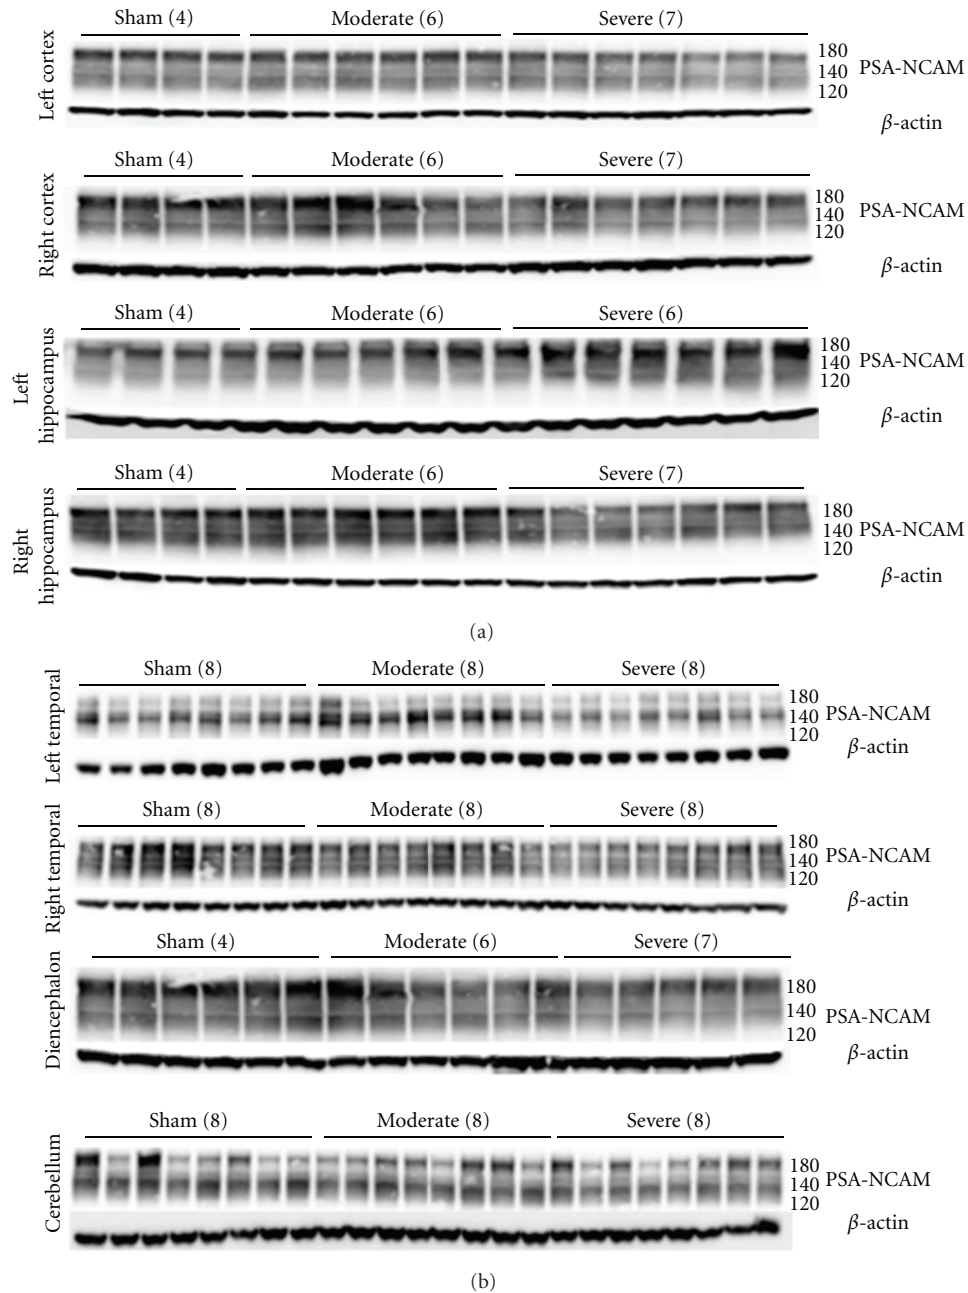 Sham (4) Moderate (6) Severe (7)
Left cortex
180
140
120
PSA-NCAM
β-actin
Sham (4) Moderate (6) Severe (7)
Right cortex
180
140
120
PSA-NCAM
β-actin
Sham (4) Moderate (6) Severe (6)
Left
hippocampus
180
140
120
PSA-NCAM
β-actin
Sham (4) Moderate (6) Severe (7)
Right
hippocampus
180
140
120
PSA-NCAM
β-actin
(a)
Sham (8) Moderate (8) Severe (8)
Left temporal
180
140
120
PSA-NCAM
β-actin
Sham (8) Moderate (8) Severe (8)
Right temporal
180
140
120
PSA-NCAM
β-actin
Sham (4) Moderate (6) Severe (7)
Diencephalon
180
140
120
PSA-NCAM
β-actin
Sham (8) Moderate (8) Severe (8)
Cerebellum
180
140
120
PSA-NCAM
β-actin
(b)